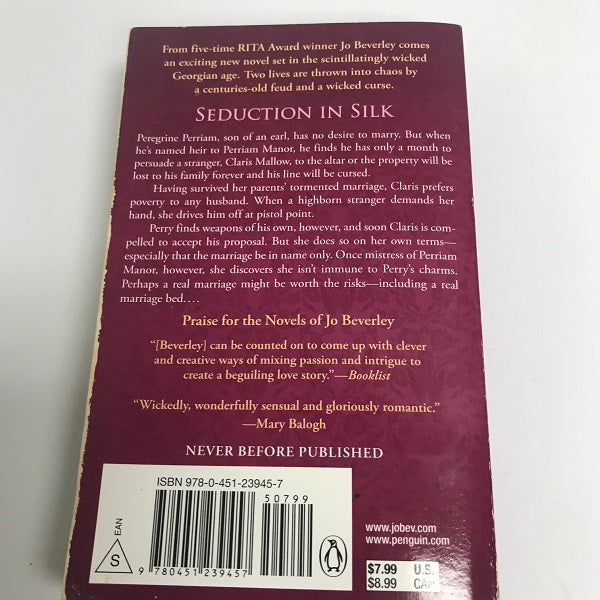 From five-time RITA Award winner Jo Beverley comes
an exciting new novel set in the scintillatingly wicked
Georgian age. Two lives are thrown into chaos by
a centuries-old feud and a wicked curse.
SEDUCTION IN SILK
Peregrine Perriam, son of an earl, has no desire to marry. But when
he's named heir to Perriam Manor, he finds he has only a month to
persuade a stranger, Claris Mallow, to the altar or the property will be
lost to his family forever and his line will be cursed.
Having survived her parents' tormented marriage, Claris prefers
poverty to any husband. When a highborn stranger demands her
hand, she drives him off at pistol point.
Perry finds weapons of his own, however, and soon Claris is com-
pelled to accept his proposal. But she does so on her own terms—
especially that the marriage be in name only. Once mistress of Perriam
Manor, however, she discovers she isn't immune to Perry's charms.
Perhaps a real marriage might be worth the risks—including a real
marriage bed....
Praise for the Novels of Jo Beverley
"[Beverley] can be counted on to come up with clever
and creative ways of mixing passion and intrigue to
create a beguiling love story."—Booklist
"Wickedly, wonderfully sensual and gloriously romantic."
—Mary Balogh
NEVER BEFORE PUBLISHED
ISBN 978-0-451-23945-7
50799
EAN
S
9 780451 239457
www.jobev.com
www.penguin.com
$7.99 U.S.
$8.99 CAN